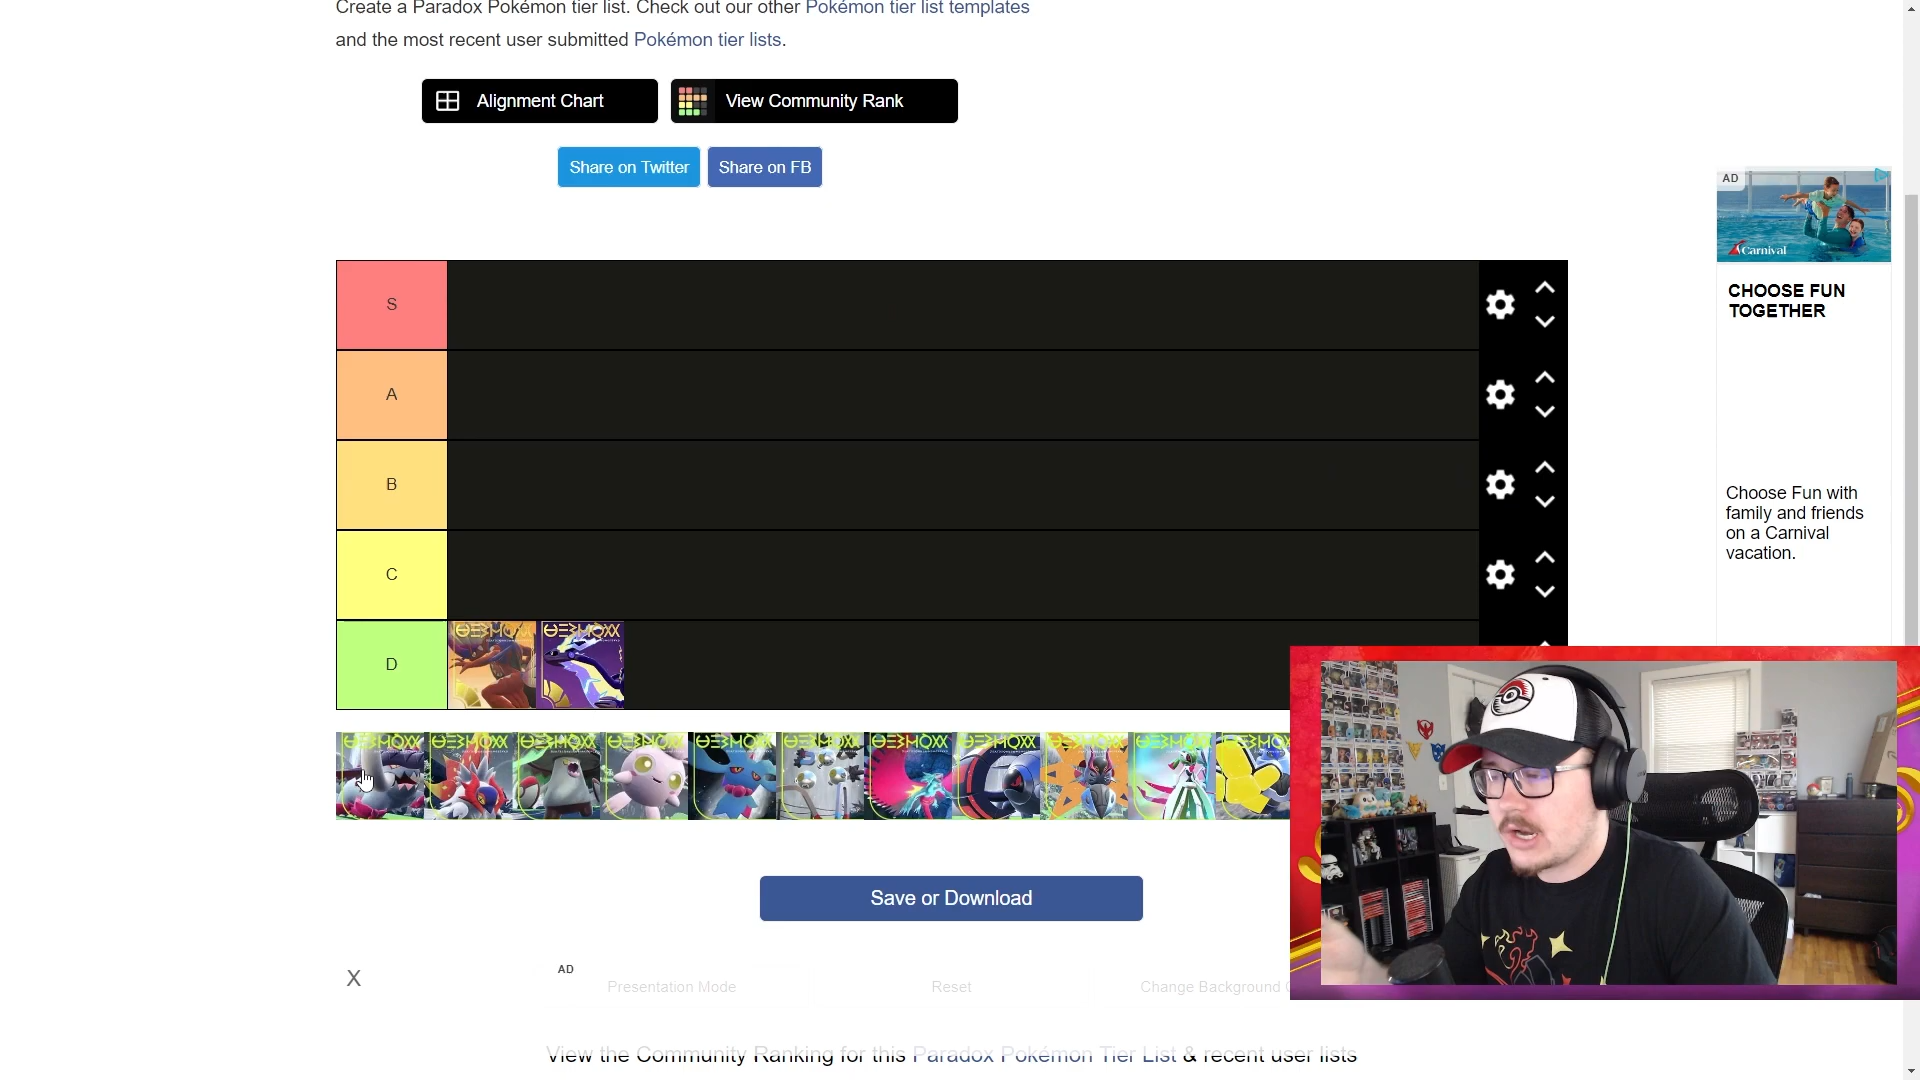 Create a Paradox Pokémon tier list. Check out our other Pokémon tier list templates
and the most recent user submitted Pokémon tier lists.
Alignment Chart
View Community Rank
Share on Twitter
Share on FB
AD
Carnival
CHOOSE FUN
TOGETHER
S
A
B
C
D
Choose Fun with
family and friends
on a Carnival
vacation.
Save or Download
X
AD
Presentation Mode
Reset
Change Background
View the Community Ranking for this Paradox Pokémon Tier List & recent user lists